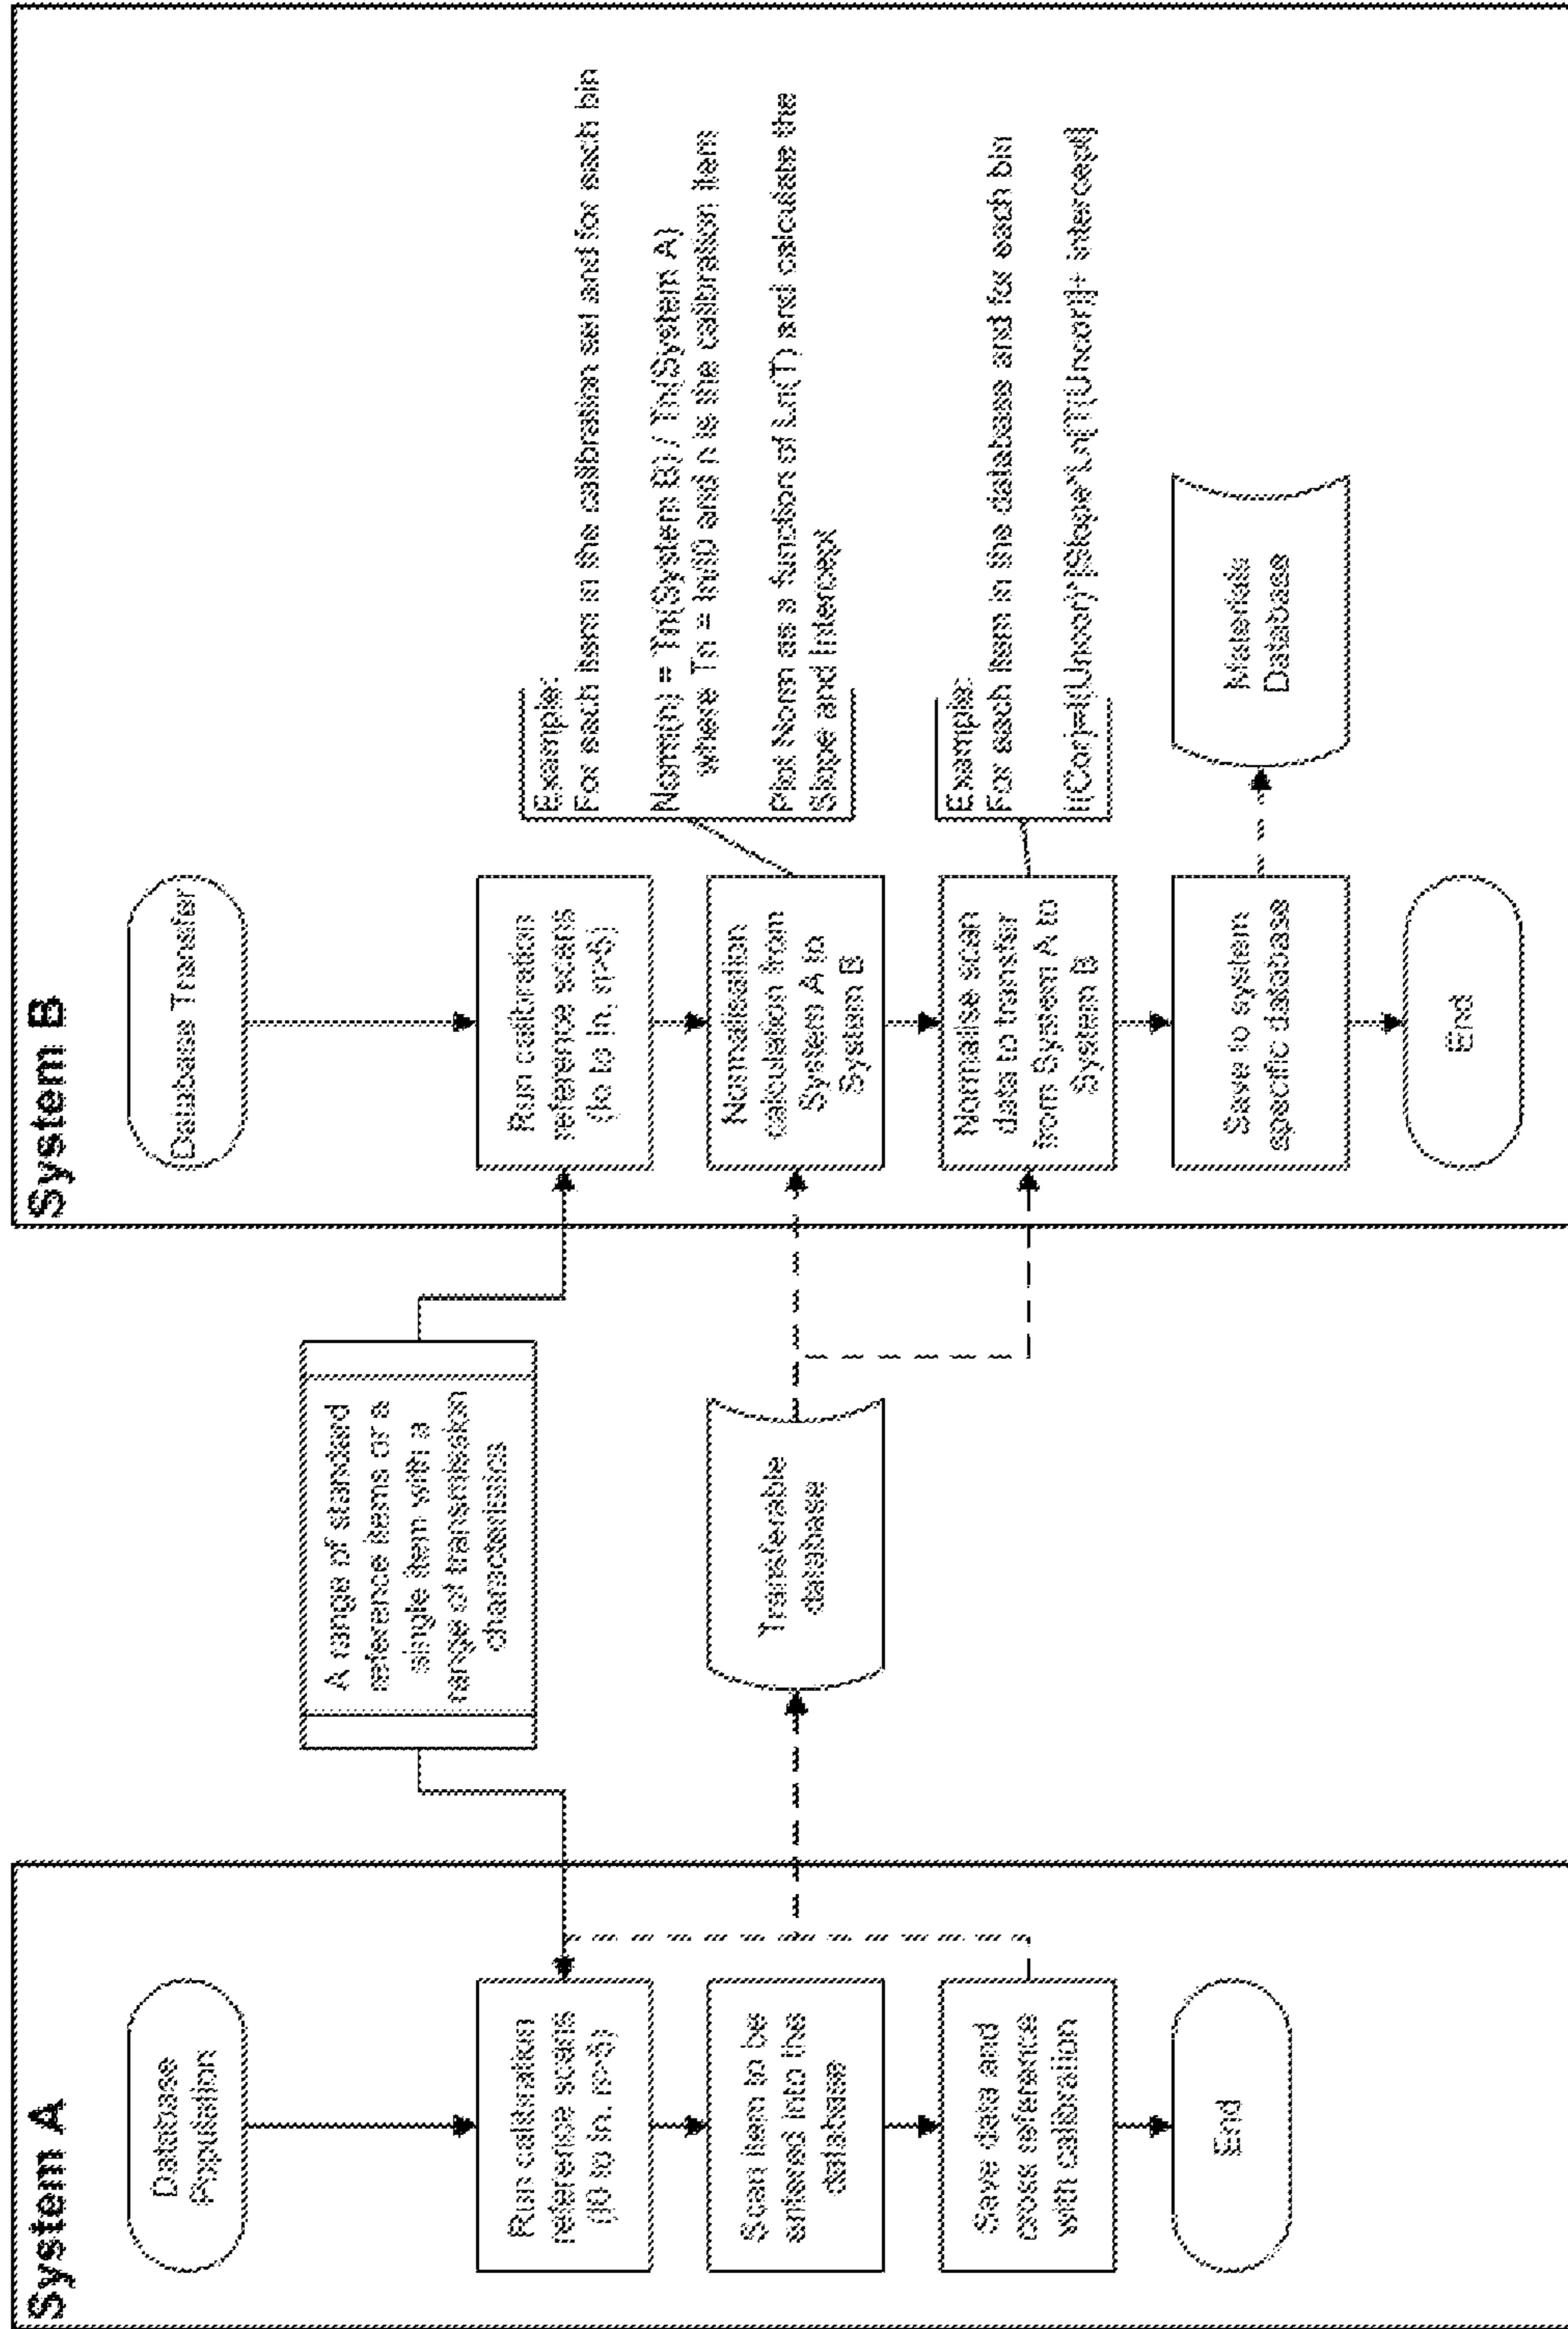 System A
Database
Population
Run calibration
reference scans
(I0 to In, n>5)
Scan item to be
entered into the
database
Save data and
cross reference
with calibration
End
A range of standard
reference items or a
single item with a
range of transmission
characteristics
Transferable
database
System B
Database Transfer
Run calibration
reference scans
(Io to In, n>5)
Normalisation
calculation from
System A to
System B
Normalise scan
data to transfer
from System A to
System B
Save to system
specific database
End
Example:
For each item in the calibration set and for each bin
Norm(n) = Tn(System B) / Tn(System A)
where Tn = In/I0 and n is the calibration item
Plot Norm as a function of Ln(T) and calculate the
Slope and Intercept
Example:
For each item in the database and for each bin
I(Cor)=I(Uncor)*[Slope*Ln[T(Uncor)]+ intercept]
Materials
Database